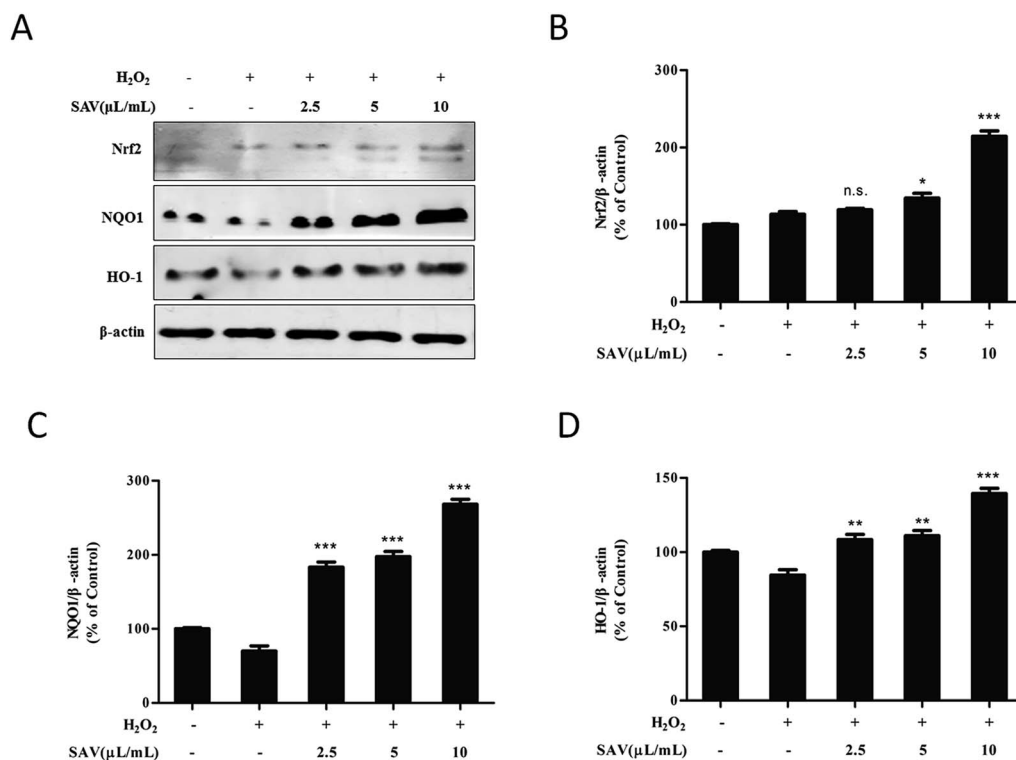 A
H₂O₂ - + + + +
SAV(μL/mL) - - 2.5 5 10
Nrf2
NQO1
HO-1
β-actin
B
Nrf2/β -actin
(% of Control)
300
200
100
0
n.s.
*
***
H₂O₂ - + + + +
SAV(μL/mL) - - 2.5 5 10
C
NQO1/β -actin
(% of Control)
300
200
100
0
***
***
***
H₂O₂ - + + + +
SAV(μL/mL) - - 2.5 5 10
D
HO-1/β -actin
(% of Control)
150
100
50
0
**
**
***
H₂O₂ - + + + +
SAV(μL/mL) - - 2.5 5 10